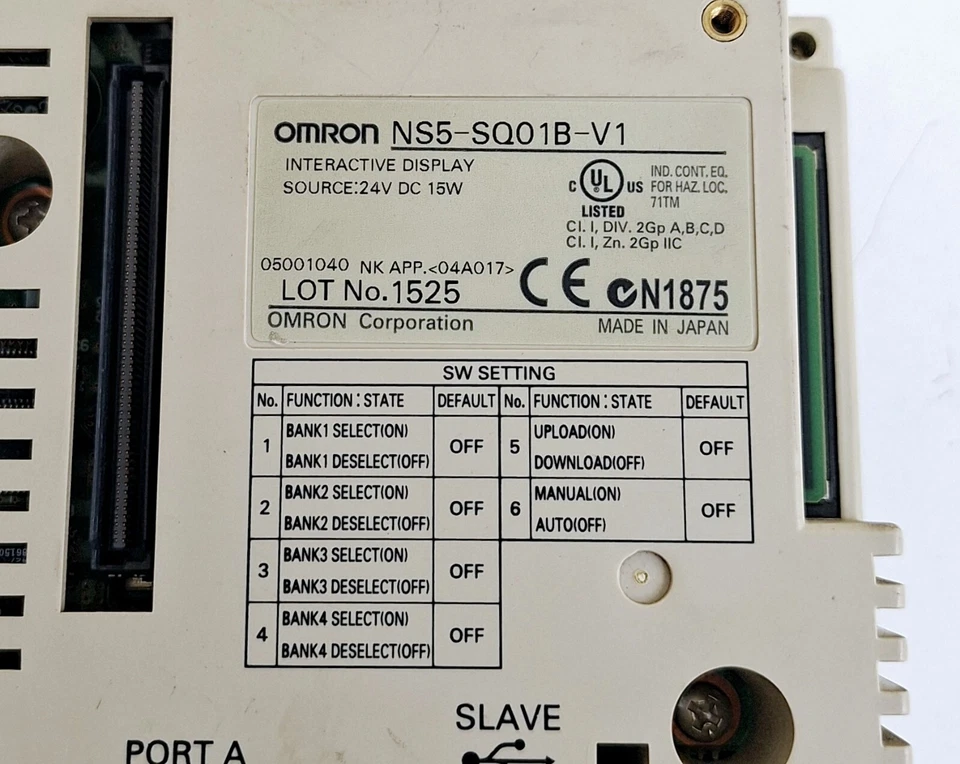 OMRON NS5-SQ01B-V1
INTERACTIVE DISPLAY
SOURCE:24V DC 15W
C UL US
LISTED
IND. CONT. EQ.
FOR HAZ. LOC.
71TM
Cl. I, DIV. 2Gp A,B,C,D
Cl. I, Zn. 2Gp IIC
05001040 NK APP.<04A017>
LOT No.1525
CE N1875
OMRON Corporation
MADE IN JAPAN
SW SETTING
No. FUNCTION : STATE DEFAULT No. FUNCTION : STATE DEFAULT
1 BANK1 SELECT(ON) BANK1 DESELECT(OFF) OFF 5 UPLOAD(ON) DOWNLOAD(OFF) OFF
2 BANK2 SELECT(ON) BANK2 DESELECT(OFF) OFF 6 MANUAL(ON) AUTO(OFF) OFF
3 BANK3 SELECT(ON) BANK3 DESELECT(OFF) OFF
4 BANK4 SELECT(ON) BANK4 DESELECT(OFF) OFF
SLAVE
PORT A